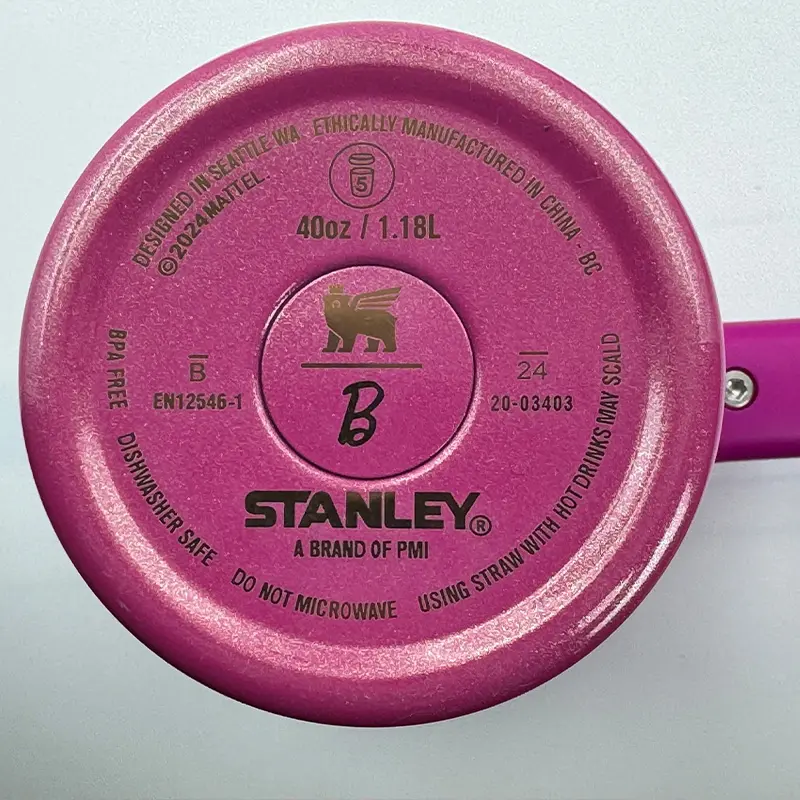 DESIGNED IN SEATTLE WA ETHICALLY MANUFACTURED IN CHINA - BC
©2024 MATTEL.
5
40oz / 1.18L
B
EN12546-1
B
24
20-03403
STANLEY®
A BRAND OF PMI
BPA FREE DISHWASHER SAFE DO NOT MICROWAVE USING STRAW WITH HOT DRINKS MAY SCALD